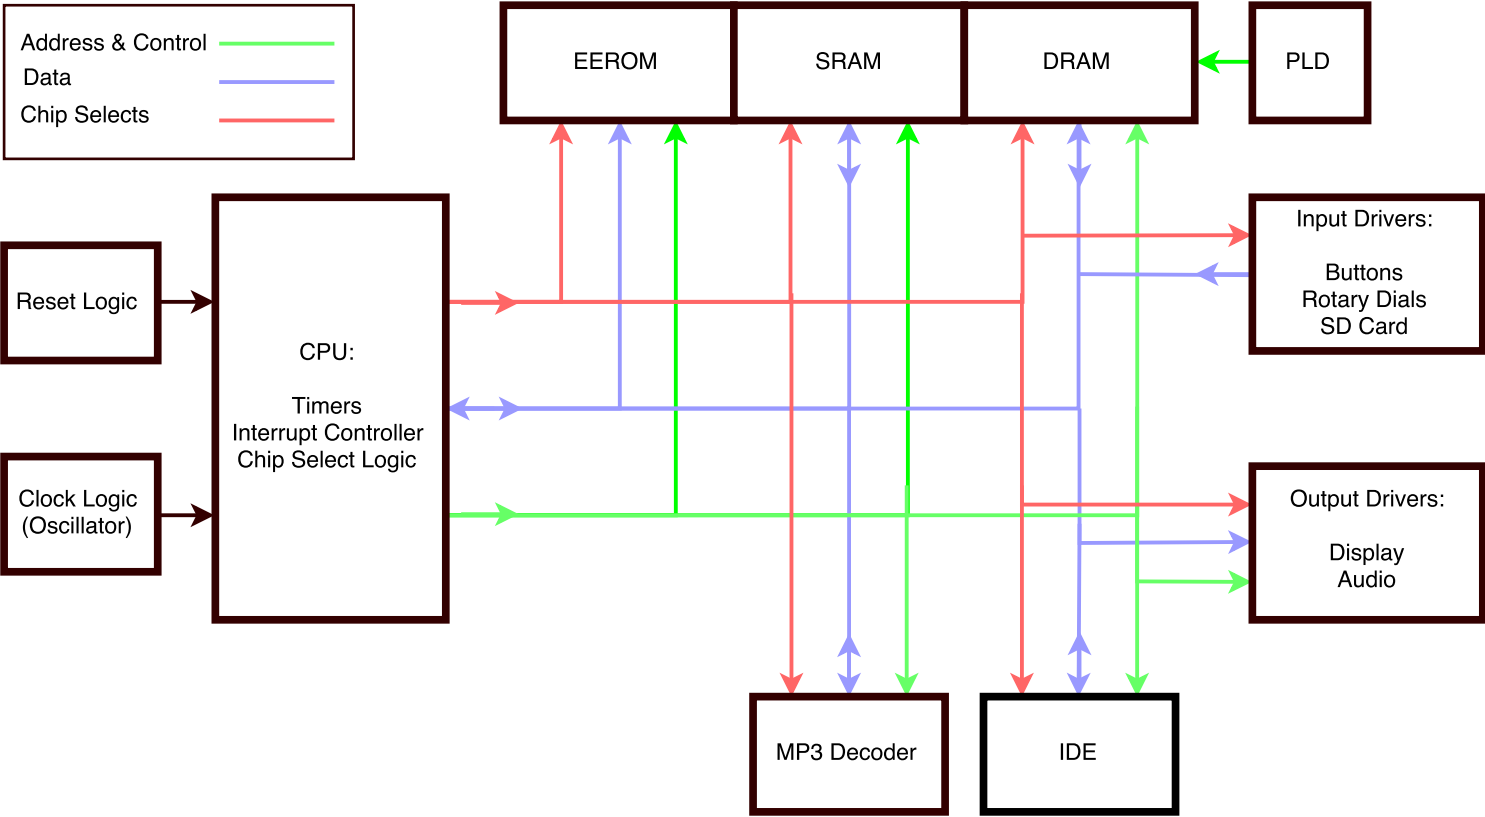 Address & Control
Data
Chip Selects
EEROM
SRAM
DRAM
PLD
Reset Logic
Clock Logic
(Oscillator)
CPU:
Timers
Interrupt Controller
Chip Select Logic
Input Drivers:
Buttons
Rotary Dials
SD Card
Output Drivers:
Display
Audio
MP3 Decoder
IDE